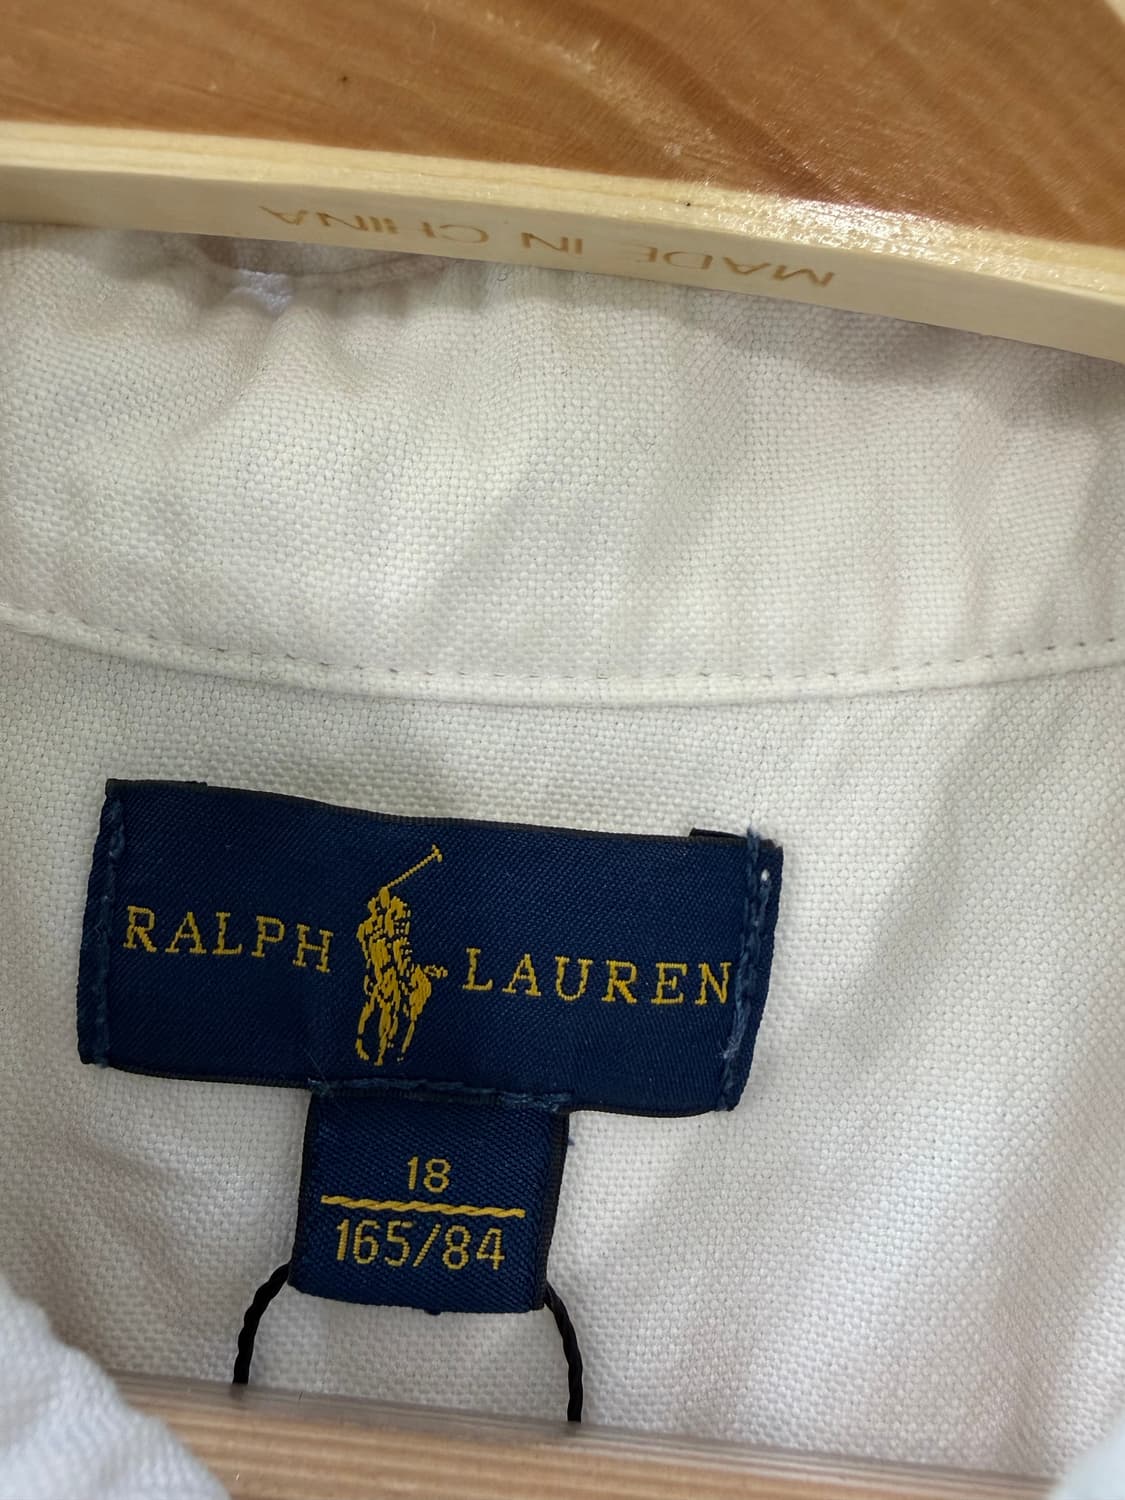 MADE IN CHINA
RALPH LAUREN
18
165/84